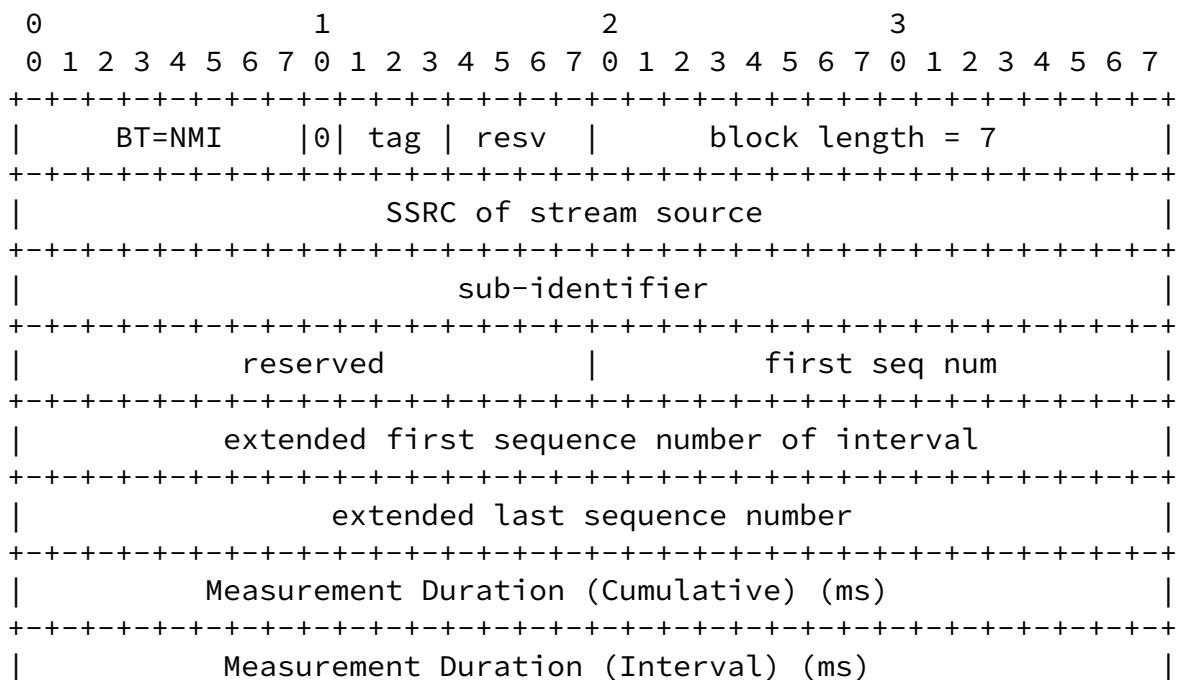 0                   1                   2                   3
0 1 2 3 4 5 6 7 0 1 2 3 4 5 6 7 0 1 2 3 4 5 6 7 0 1 2 3 4 5 6 7
+-+-+-+-+-+-+-+-+-+-+-+-+-+-+-+-+-+-+-+-+-+-+-+-+-+-+-+-+-+-+-+-+
|     BT=NMI    |0| tag | resv  |      block length = 7         |
+-+-+-+-+-+-+-+-+-+-+-+-+-+-+-+-+-+-+-+-+-+-+-+-+-+-+-+-+-+-+-+-+
|                    SSRC of stream source                      |
+-+-+-+-+-+-+-+-+-+-+-+-+-+-+-+-+-+-+-+-+-+-+-+-+-+-+-+-+-+-+-+-+
|                        sub-identifier                         |
+-+-+-+-+-+-+-+-+-+-+-+-+-+-+-+-+-+-+-+-+-+-+-+-+-+-+-+-+-+-+-+-+
|            reserved           |         first seq num         |
+-+-+-+-+-+-+-+-+-+-+-+-+-+-+-+-+-+-+-+-+-+-+-+-+-+-+-+-+-+-+-+-+
|           extended first sequence number of interval          |
+-+-+-+-+-+-+-+-+-+-+-+-+-+-+-+-+-+-+-+-+-+-+-+-+-+-+-+-+-+-+-+-+
|                 extended last sequence number                 |
+-+-+-+-+-+-+-+-+-+-+-+-+-+-+-+-+-+-+-+-+-+-+-+-+-+-+-+-+-+-+-+-+
|          Measurement Duration (Cumulative) (ms)               |
+-+-+-+-+-+-+-+-+-+-+-+-+-+-+-+-+-+-+-+-+-+-+-+-+-+-+-+-+-+-+-+-+
|           Measurement Duration (Interval) (ms)                |